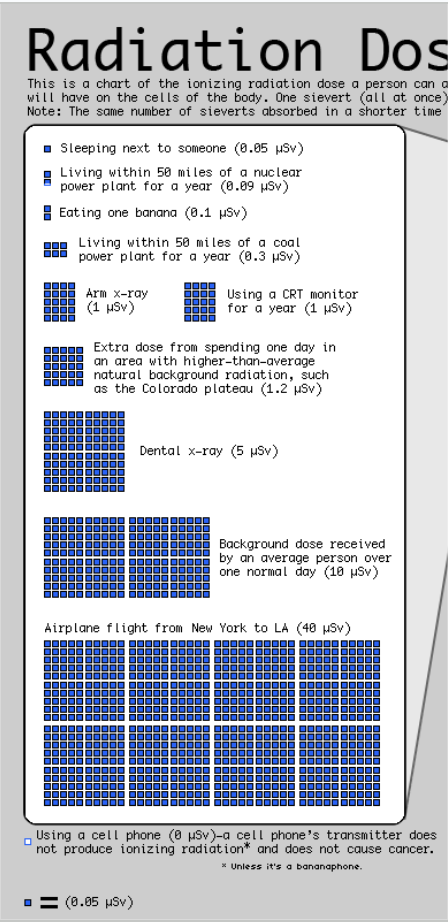 Radiation Dos
This is a chart of the ionizing radiation dose a person can a
will have on the cells of the body. One sievert (all at once)
Note: The same number of sieverts absorbed in a shorter time
Sleeping next to someone (0.05 µSv)
Living within 50 miles of a nuclear
power plant for a year (0.09 µSv)
Eating one banana (0.1 µSv)
Living within 50 miles of a coal
power plant for a year (0.3 µSv)
Arm x-ray
(1 µSv)
Using a CRT monitor
for a year (1 µSv)
Extra dose from spending one day in
an area with higher-than-average
natural background radiation, such
as the Colorado plateau (1.2 µSv)
Dental x-ray (5 µSv)
Background dose received
by an average person over
one normal day (10 µSv)
Airplane flight from New York to LA (40 µSv)
Using a cell phone (0 µSv)—a cell phone's transmitter does
not produce ionizing radiation* and does not cause cancer.
* Unless it's a bananaphone.
= (0.05 µSv)